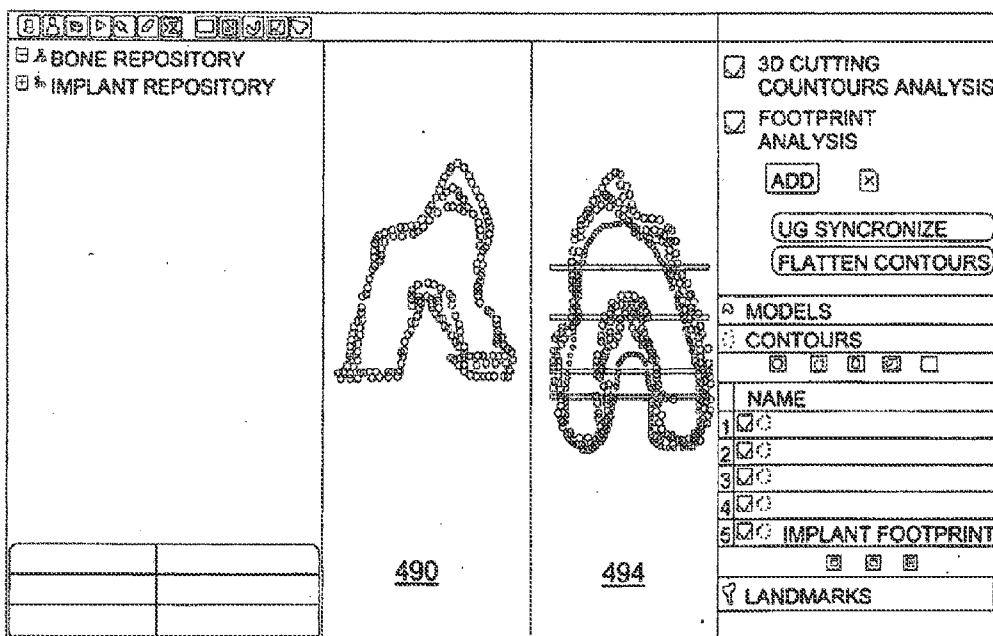 BONE REPOSITORY
IMPLANT REPOSITORY
490
494
3D CUTTING
COUNTOURS ANALYSIS
FOOTPRINT
ANALYSIS
ADD
UG SYNCRONIZE
FLATTEN CONTOURS
MODELS
CONTOURS
NAME
1
2
3
4
5 IMPLANT FOOTPRINT
LANDMARKS